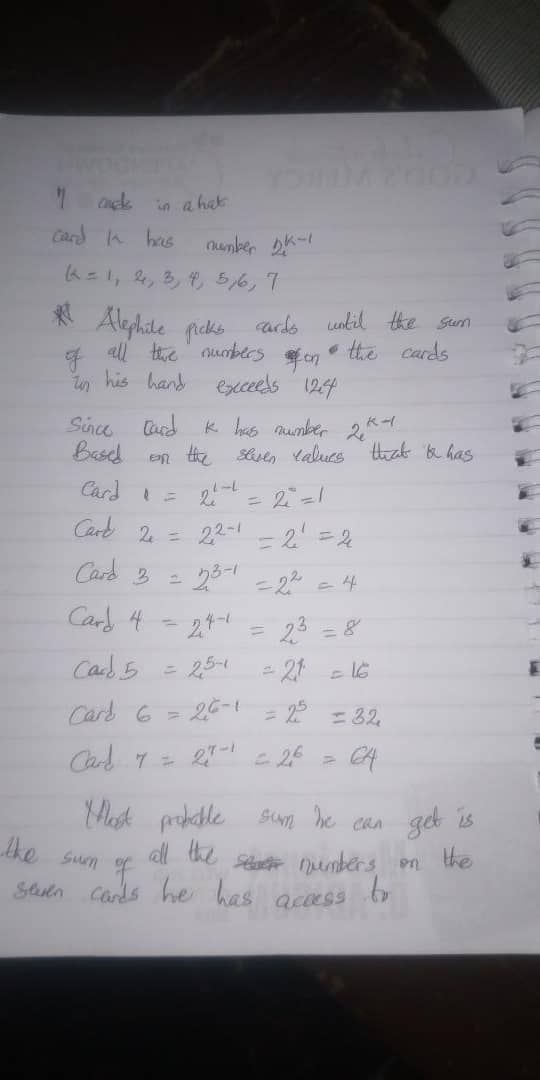 7 cards in a hat
card k has number 2^k-1
k = 1, 2, 3, 4, 5, 6, 7
Alephile picks cards until the sum
of all the numbers on the cards
in his hand exceeds 124
Since Card k has number 2^k-1
Based on the seven values that k has
Card 1 = 2^1-1 = 2^0 = 1
Card 2 = 2^2-1 = 2^1 = 2
Card 3 = 2^3-1 = 2^2 = 4
Card 4 = 2^4-1 = 2^3 = 8
Card 5 = 2^5-1 = 2^4 = 16
Card 6 = 2^6-1 = 2^5 = 32
Card 7 = 2^7-1 = 2^6 = 64
Most probable sum he can get is
the sum of all the numbers on the
seven cards he has access to
GOD'S MERCY